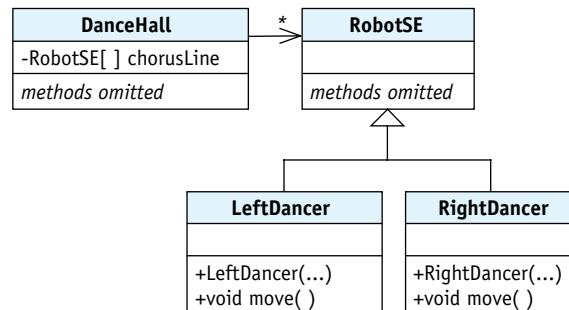 DanceHall
-RobotSE[ ] chorusLine
methods omitted
*
RobotSE
methods omitted
LeftDancer
+LeftDancer(...)
+void move( )
RightDancer
+RightDancer(...)
+void move( )